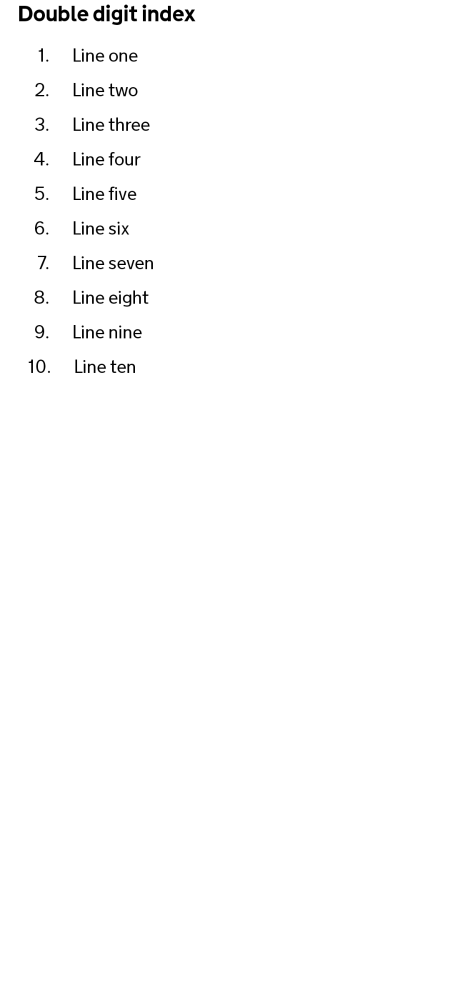 Double digit index
1. Line one
2. Line two
3. Line three
4. Line four
5. Line five
6. Line six
7. Line seven
8. Line eight
9. Line nine
10. Line ten